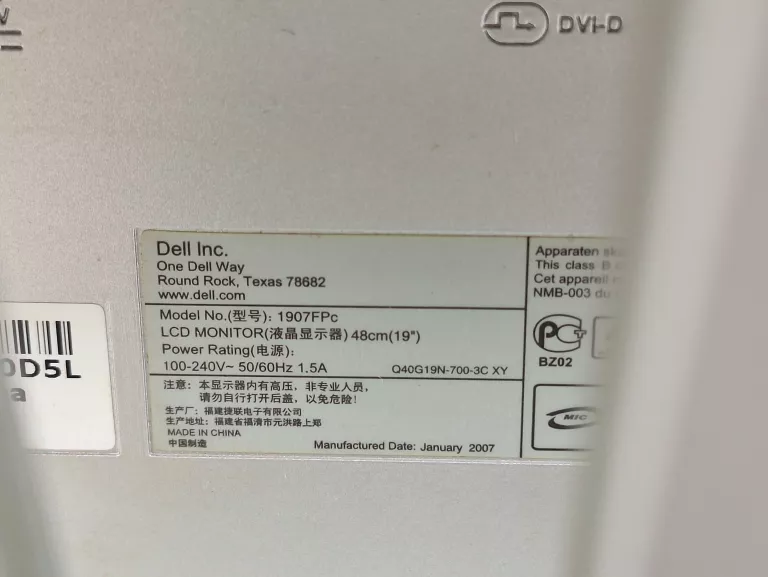 DVI-D
Dell Inc.
One Dell Way
Round Rock, Texas 78682
www.dell.com
Model No.(型号): 1907FPc
LCD MONITOR(液晶显示器) 48cm(19")
Power Rating(电源):
100-240V~ 50/60Hz 1.5A
Q40G19N-700-3C XY
注意: 本显示器内有高压, 非专业人员,
请勿自行打开后盖, 以免危险!
生产厂: 福建捷联电子有限公司
生产地址: 福建省福清市元洪路上郑
MADE IN CHINA
中国制造
Manufactured Date: January 2007
Apparaten
This class B
Cet appareil
NMB-003 du
PCT
BZ02
MIC
0D5L
a